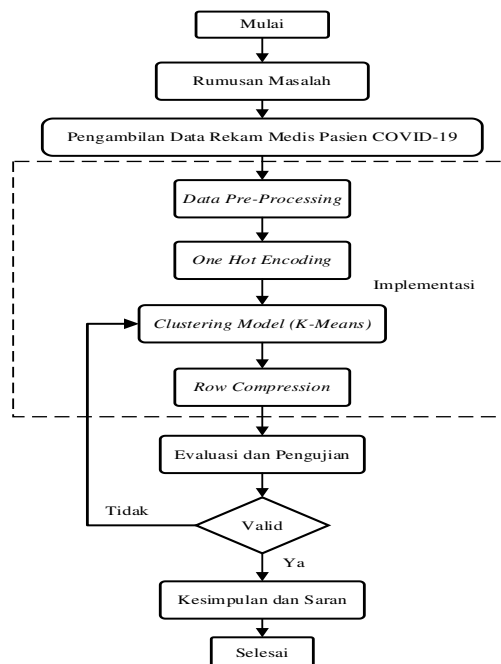 Mulai
Rumusan Masalah
Pengambilan Data Rekam Medis Pasien COVID-19
Data Pre-Processing
One Hot Encoding
Implementasi
Clustering Model (K-Means)
Row Compression
Evaluasi dan Pengujian
Tidak
Valid
Ya
Kesimpulan dan Saran
Selesai